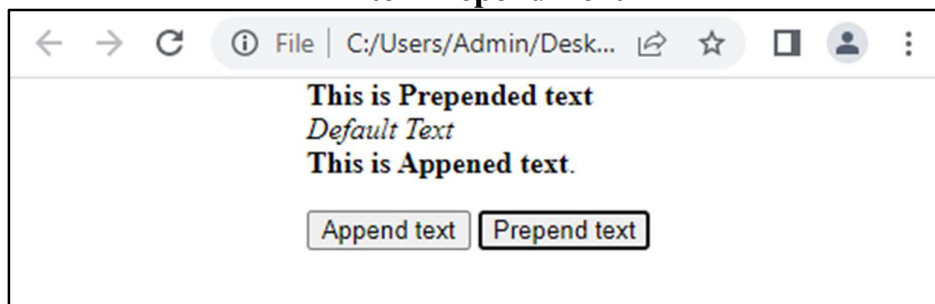 File | C:/Users/Admin/Desk...
This is Prepended text
Default Text
This is Appened text.
Append text Prepend text